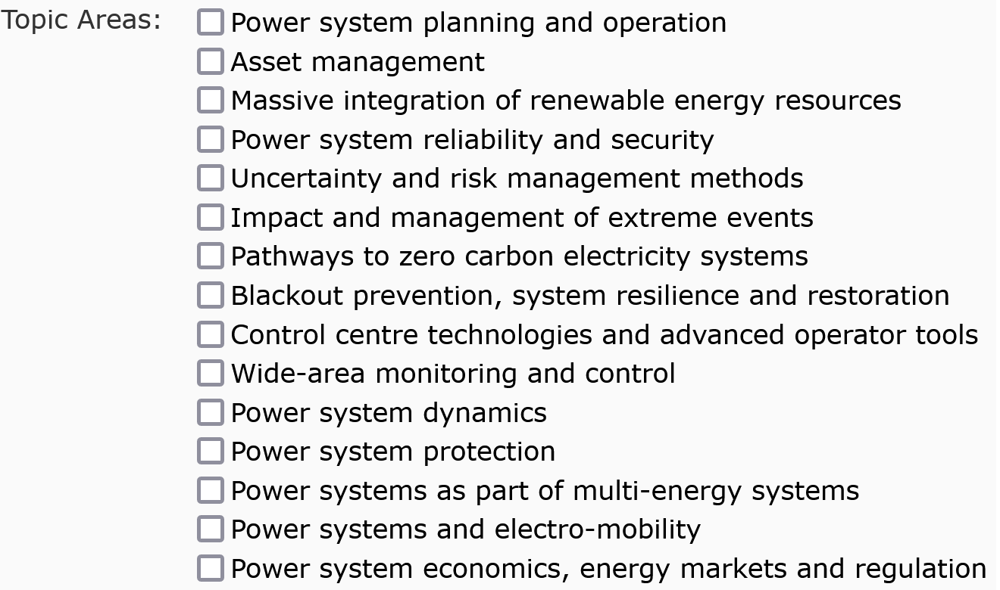 Topic Areas:
Power system planning and operation
Asset management
Massive integration of renewable energy resources
Power system reliability and security
Uncertainty and risk management methods
Impact and management of extreme events
Pathways to zero carbon electricity systems
Blackout prevention, system resilience and restoration
Control centre technologies and advanced operator tools
Wide-area monitoring and control
Power system dynamics
Power system protection
Power systems as part of multi-energy systems
Power systems and electro-mobility
Power system economics, energy markets and regulation